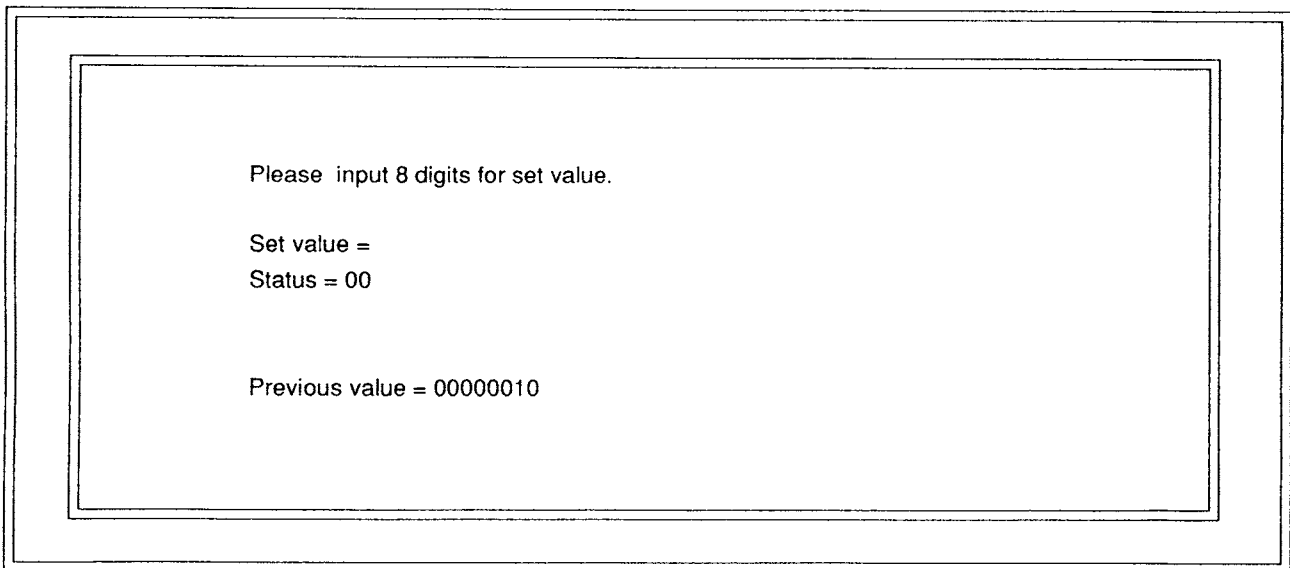 Please input 8 digits for set value.
Set value =
Status = 00
Previous value = 00000010